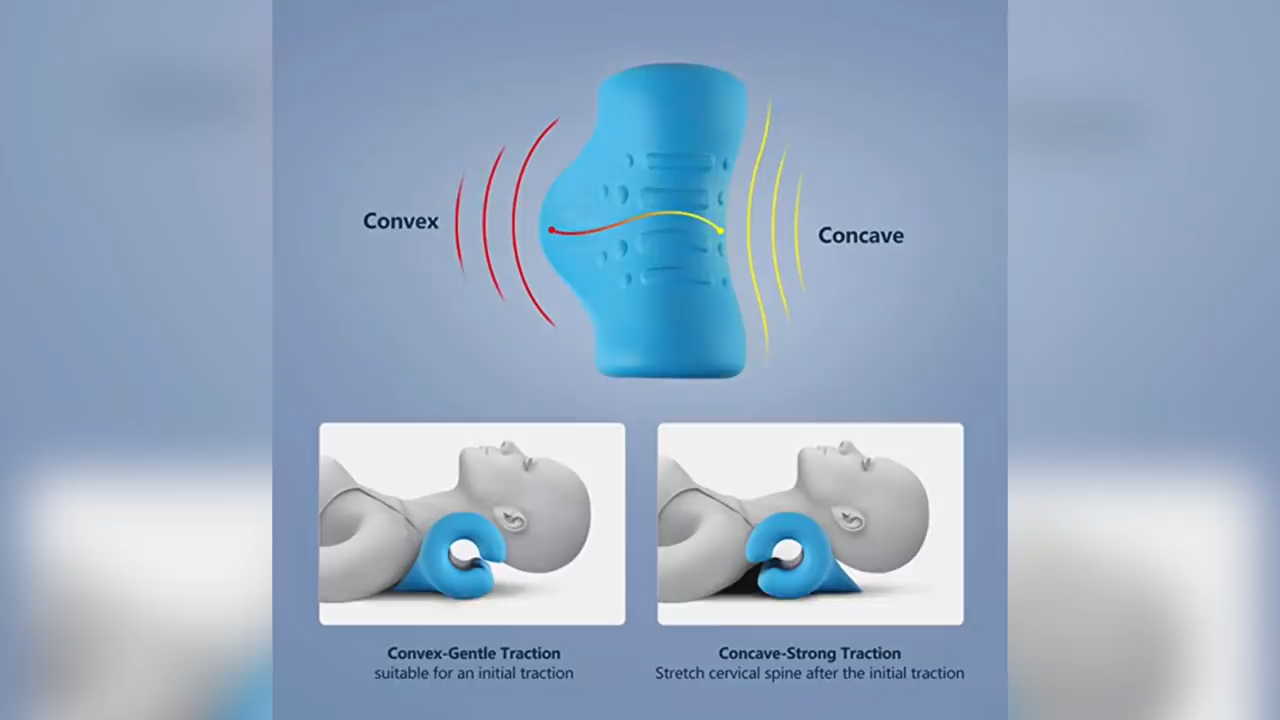 Convex
Concave
Convex-Gentle Traction
suitable for an initial traction
Concave-Strong Traction
Stretch cervical spine after the initial traction